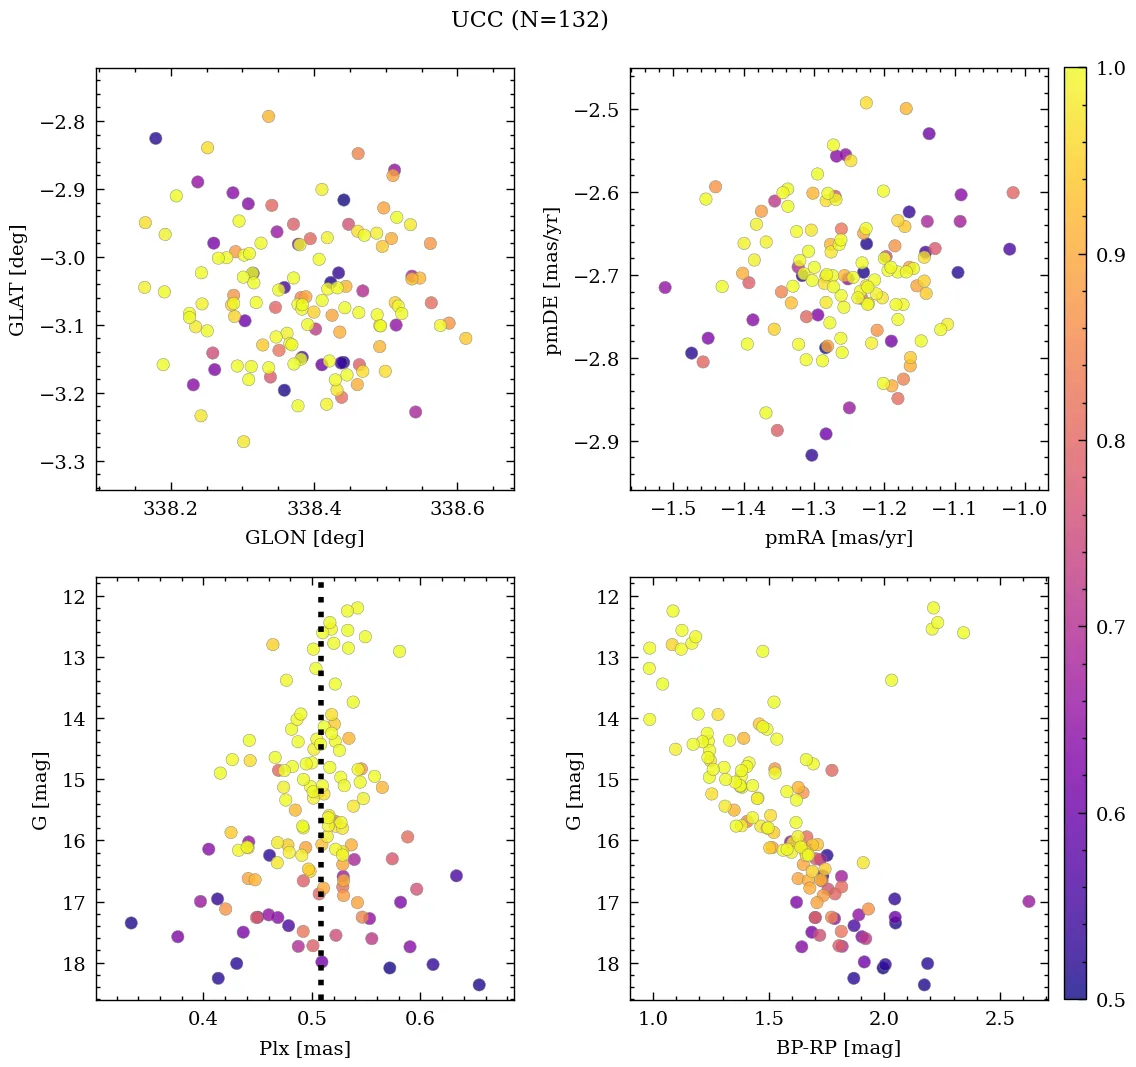 UCC (N=132)
−2.8
−2.9
−3.0
−3.1
−3.2
−3.3
GLAT [deg]
338.2 338.4 338.6
GLON [deg]
−2.5
−2.6
−2.7
−2.8
−2.9
pmDE [mas/yr]
−1.5 −1.4 −1.3 −1.2 −1.1 −1.0
pmRA [mas/yr]
12
13
14
15
16
17
18
G [mag]
0.4 0.5 0.6
Plx [mas]
12
13
14
15
16
17
18
G [mag]
1.0 1.5 2.0 2.5
BP-RP [mag]
1.0
0.9
0.8
0.7
0.6
0.5